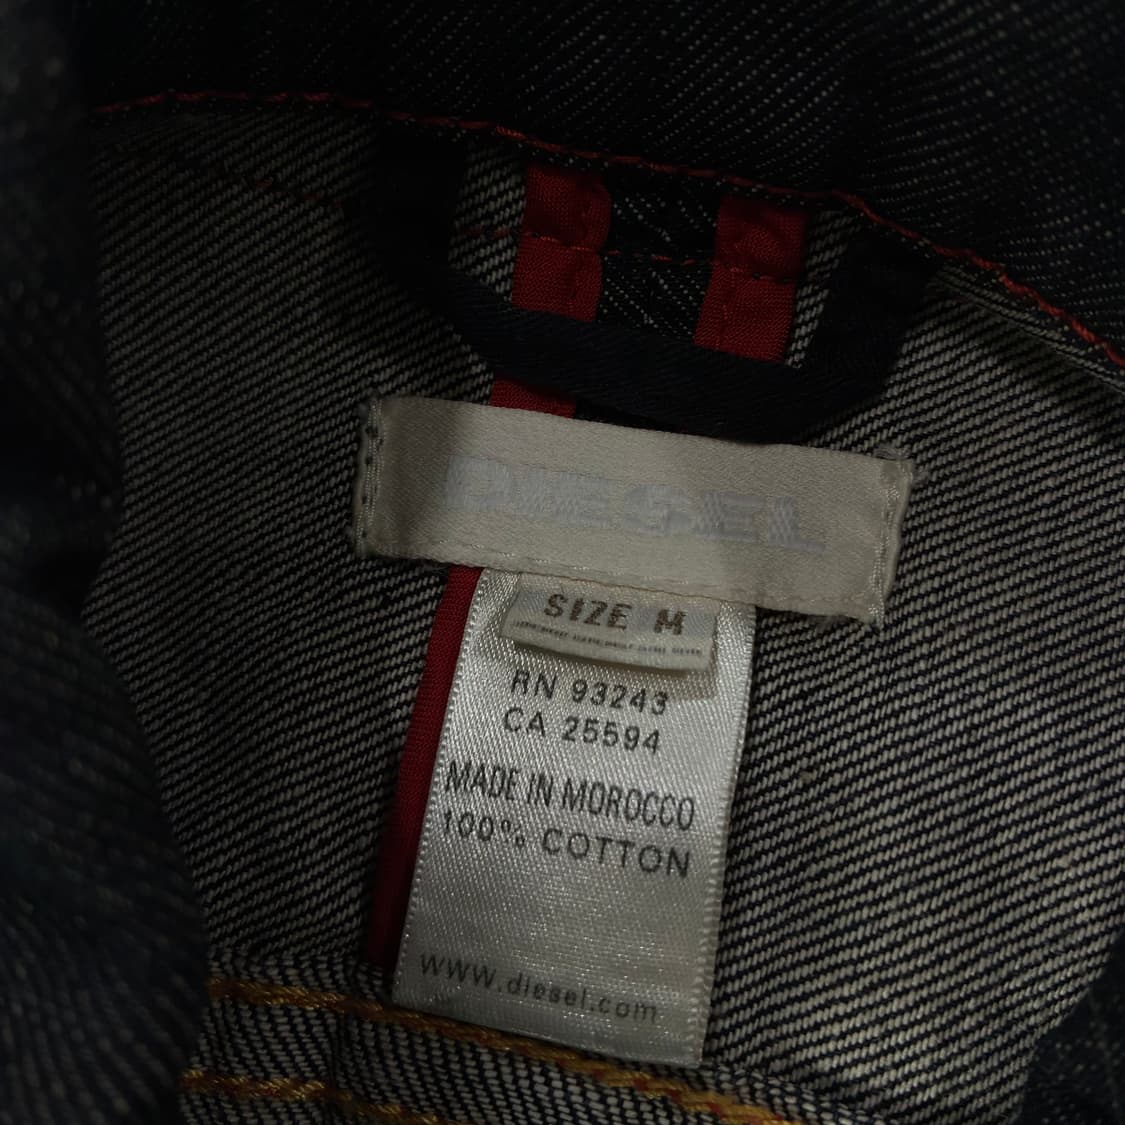 DIESEL
SIZE M
RN 93243
CA 25594
MADE IN MOROCCO
100% COTTON
www.diesel.com